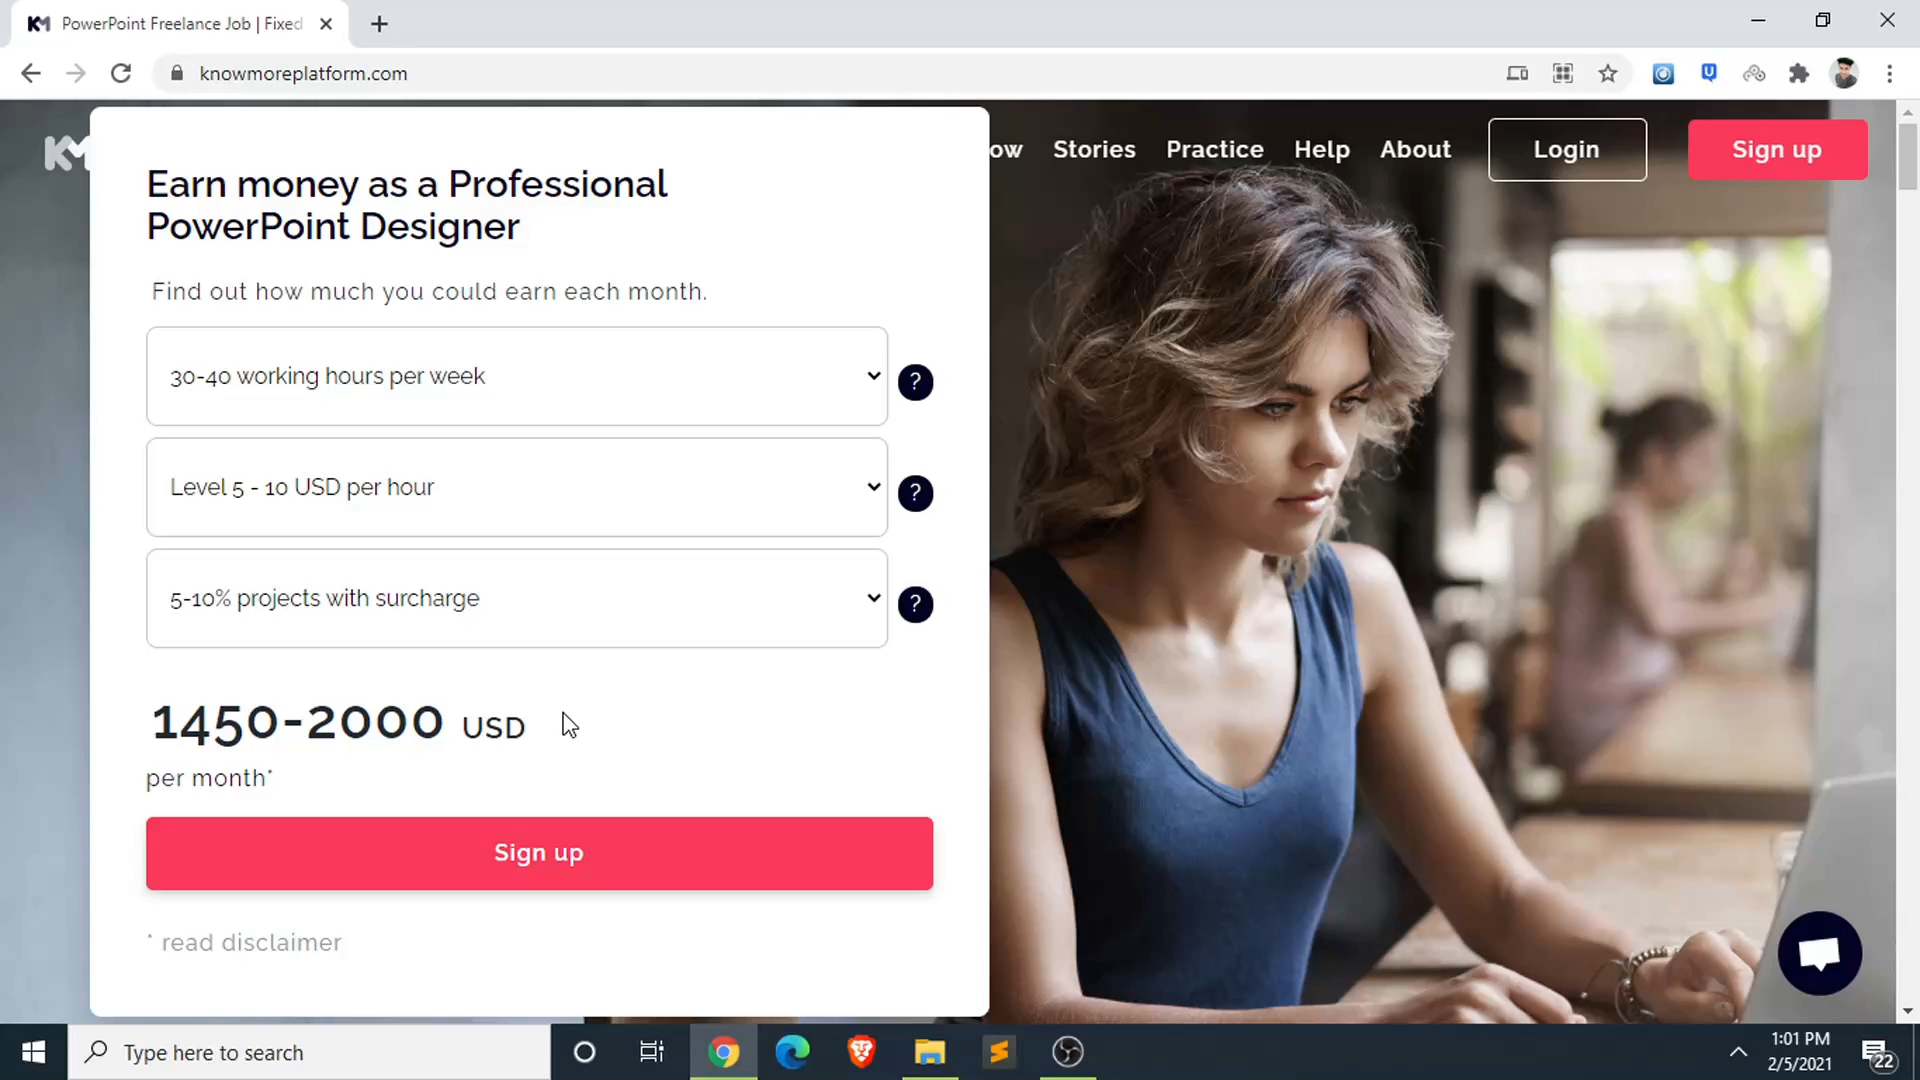 KM PowerPoint Freelance Job | Fixed
knowmoreplatform.com
KM
ow Stories Practice Help About Login Sign up
Earn money as a Professional
PowerPoint Designer
Find out how much you could earn each month.
30-40 working hours per week
?
Level 5 - 10 USD per hour
?
5-10% projects with surcharge
?
1450-2000 USD
per month*
Sign up
* read disclaimer
Type here to search
1:01 PM
2/5/2021
22